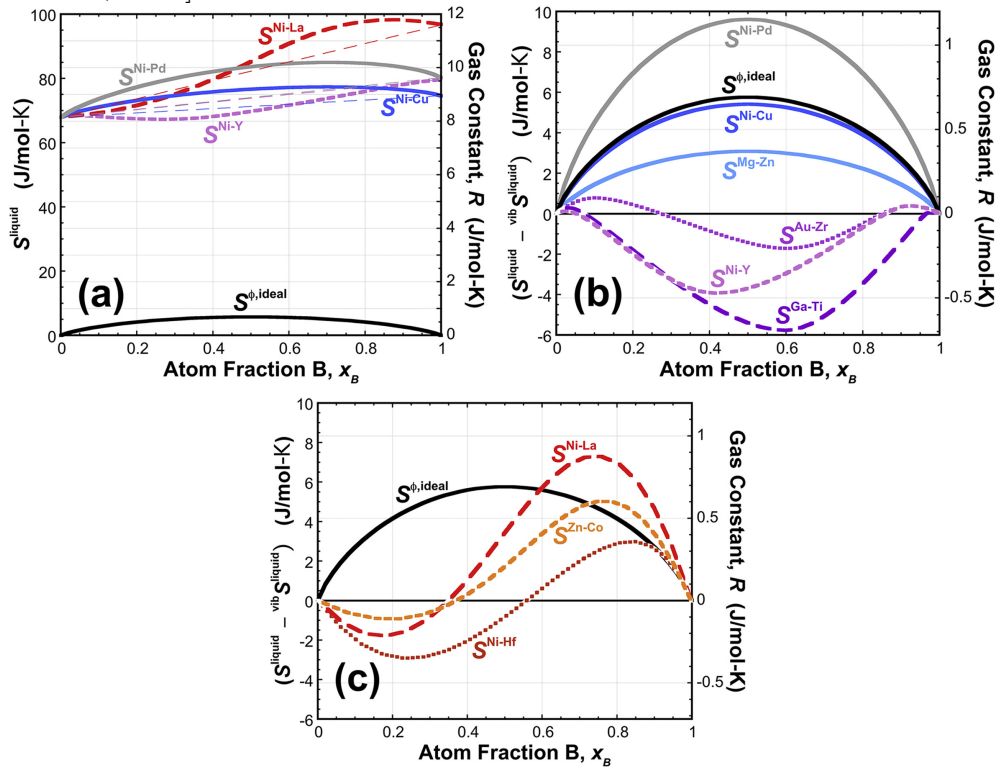 100
80
60
40
20
0
12
10
8
6
4
2
0
S^liquid (J/mol-K)
Gas Constant, R (J/mol-K)
S^Ni-La
S^Ni-Pd
S^Ni-Cu
S^Ni-Y
(a)
S^ϕ,ideal
0 0.2 0.4 0.6 0.8 1
Atom Fraction B, x_B
10
8
6
4
2
0
-2
-4
-6
1
0.5
0
-0.5
(S^liquid – ^vib S^liquid) (J/mol-K)
Gas Constant, R (J/mol-K)
S^Ni-Pd
S^ϕ,ideal
S^Ni-Cu
S^Mg-Zn
S^Au-Zr
S^Ni-Y
S^Ga-Ti
(b)
0 0.2 0.4 0.6 0.8 1
Atom Fraction B, x_B
10
8
6
4
2
0
-2
-4
-6
1
0.5
0
-0.5
(S^liquid – ^vib S^liquid) (J/mol-K)
Gas Constant, R (J/mol-K)
S^Ni-La
S^ϕ,ideal
S^Zn-Co
S^Ni-Hf
(c)
0 0.2 0.4 0.6 0.8 1
Atom Fraction B, x_B